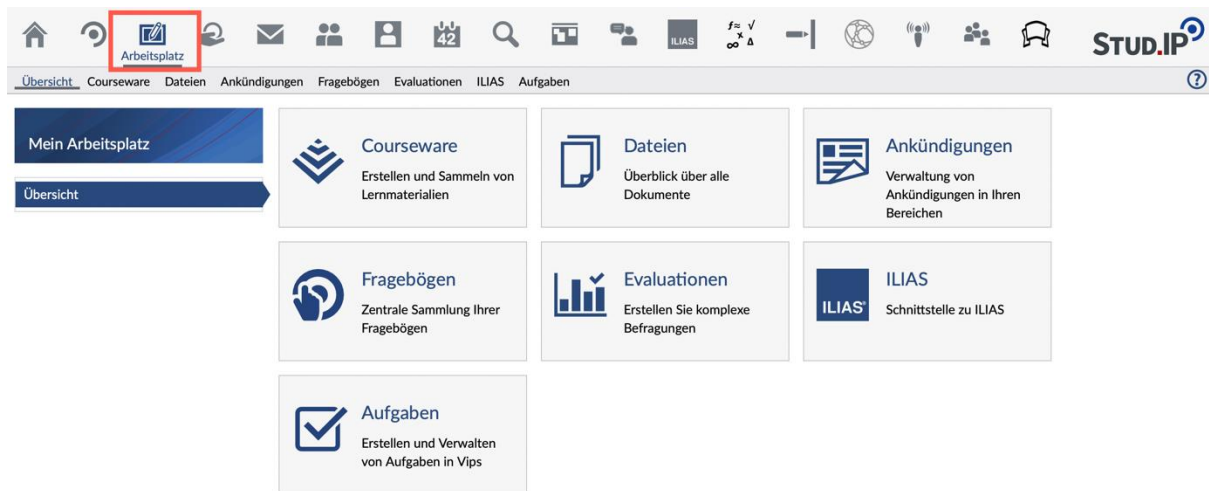 42
ILIAS
f≈ √
x
∞ Δ
STUD.IP
Arbeitsplatz
Übersicht Courseware Dateien Ankündigungen Fragebögen Evaluationen ILIAS Aufgaben
?
Mein Arbeitsplatz
Übersicht
Courseware
Erstellen und Sammeln von
Lernmaterialien
Dateien
Überblick über alle
Dokumente
Ankündigungen
Verwaltung von
Ankündigungen in Ihren
Bereichen
Fragebögen
Zentrale Sammlung Ihrer
Fragebögen
Evaluationen
Erstellen Sie komplexe
Befragungen
ILIAS
ILIAS
Schnittstelle zu ILIAS
Aufgaben
Erstellen und Verwalten
von Aufgaben in Vips